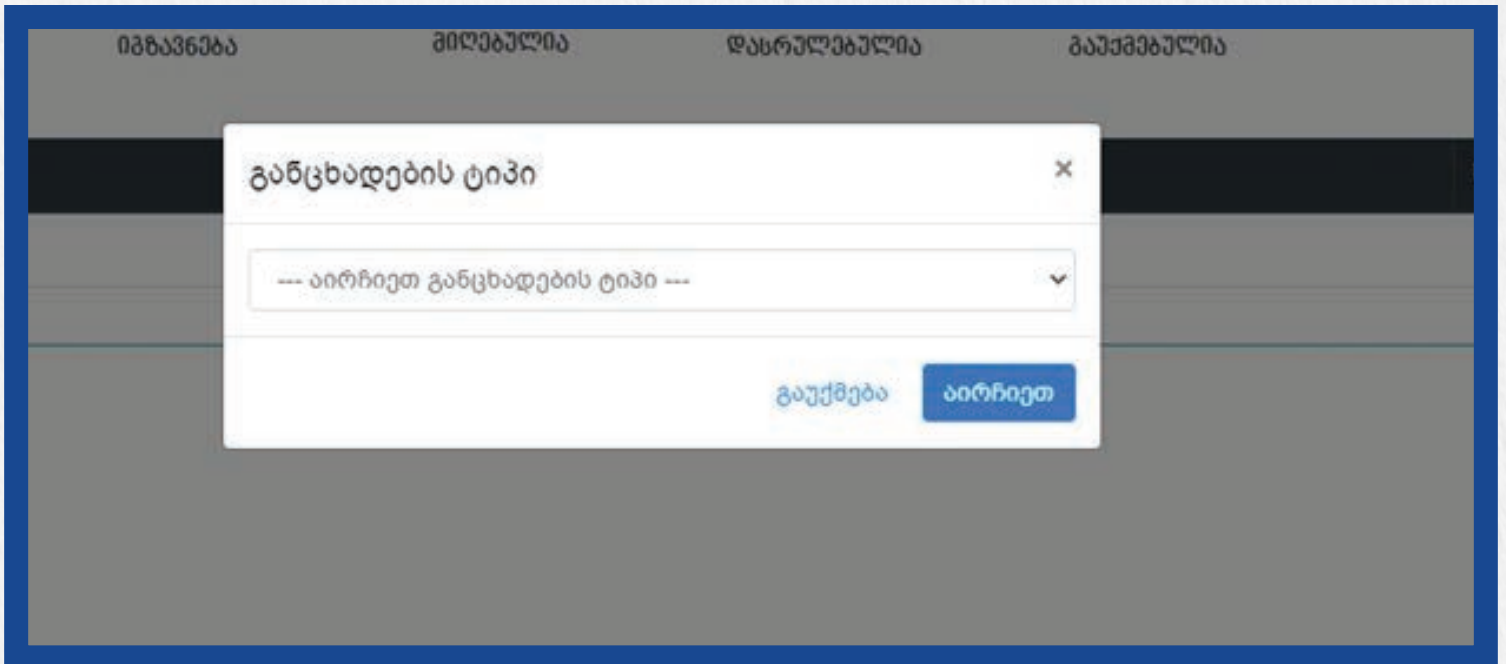 იგზავნება მიღებულია დასრულებულია გაუქმებულია
განცხადების ტიპი ×
--- აირჩიეთ განცხადების ტიპი ---
გაუქმება აირჩიეთ